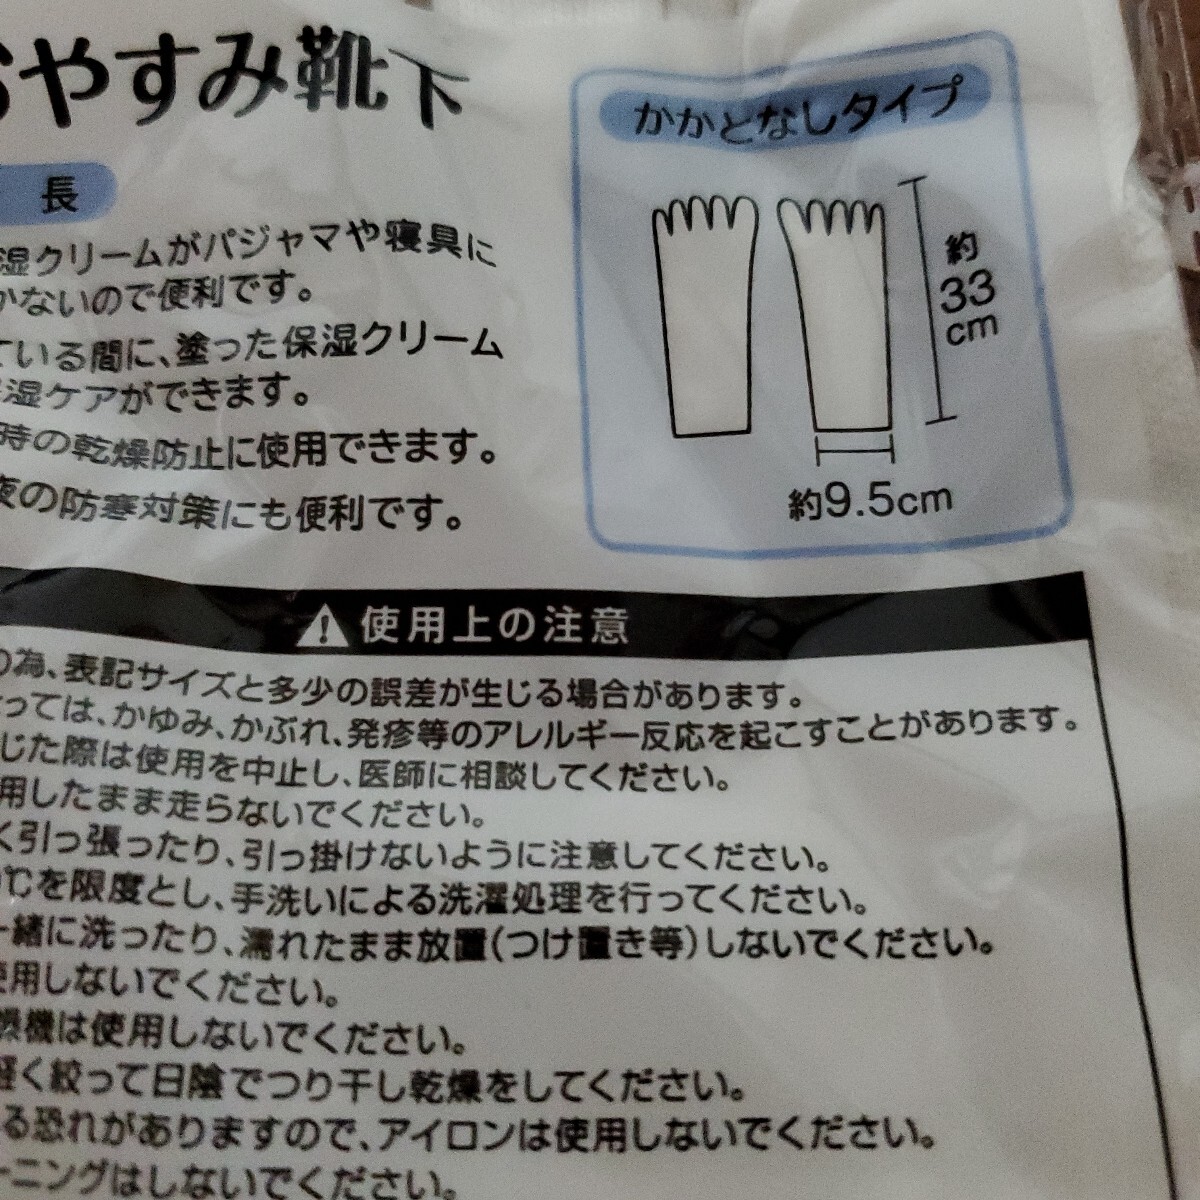 やすみ靴下
長
湿クリームがパジャマや寝具に
かないので便利です。
ている間に、塗った保湿クリーム
湿ケアができます。
時の乾燥防止に使用できます。
夜の防寒対策にも便利です。
かかとなしタイプ
約
33
cm
約9.5cm
使用上の注意
の為、表記サイズと多少の誤差が生じる場合があります。
よっては、かゆみ、かぶれ、発疹等のアレルギー反応を起こすことがあります。
じた際は使用を中止し、医師に相談してください。
用したまま走らないでください。
く引っ張ったり、引っ掛けないように注意してください。
℃を限度とし、手洗いによる洗濯処理を行ってください。
一緒に洗ったり、濡れたまま放置(つけ置き等)しないでください。
使用しないでください。
燥機は使用しないでください。
軽く絞って日陰でつり干し乾燥をしてください。
る恐れがありますので、アイロンは使用しないでください。
ーニングはしないでください。